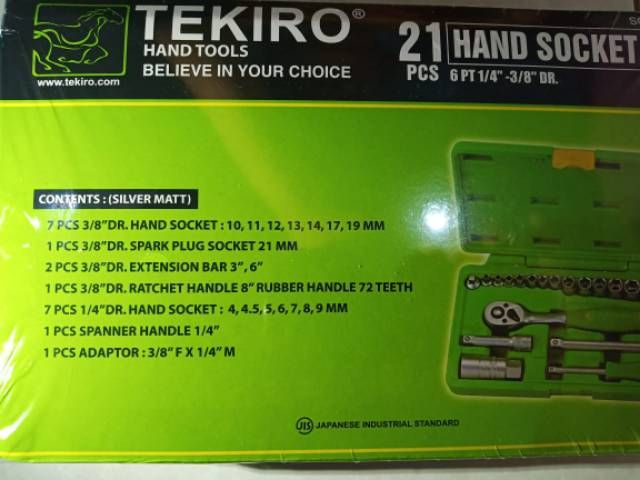 TEKIRO®
HAND TOOLS
BELIEVE IN YOUR CHOICE
www.tekiro.com
21 PCS
HAND SOCKET
6 PT 1/4" -3/8" DR.
CONTENTS : (SILVER MATT)
7 PCS 3/8"DR. HAND SOCKET : 10, 11, 12, 13, 14, 17, 19 MM
1 PCS 3/8"DR. SPARK PLUG SOCKET 21 MM
2 PCS 3/8"DR. EXTENSION BAR 3", 6"
1 PCS 3/8"DR. RATCHET HANDLE 8" RUBBER HANDLE 72 TEETH
7 PCS 1/4"DR. HAND SOCKET : 4, 4.5, 5, 6, 7, 8, 9 MM
1 PCS SPANNER HANDLE 1/4"
1 PCS ADAPTOR : 3/8" F X 1/4" M
JIS JAPANESE INDUSTRIAL STANDARD